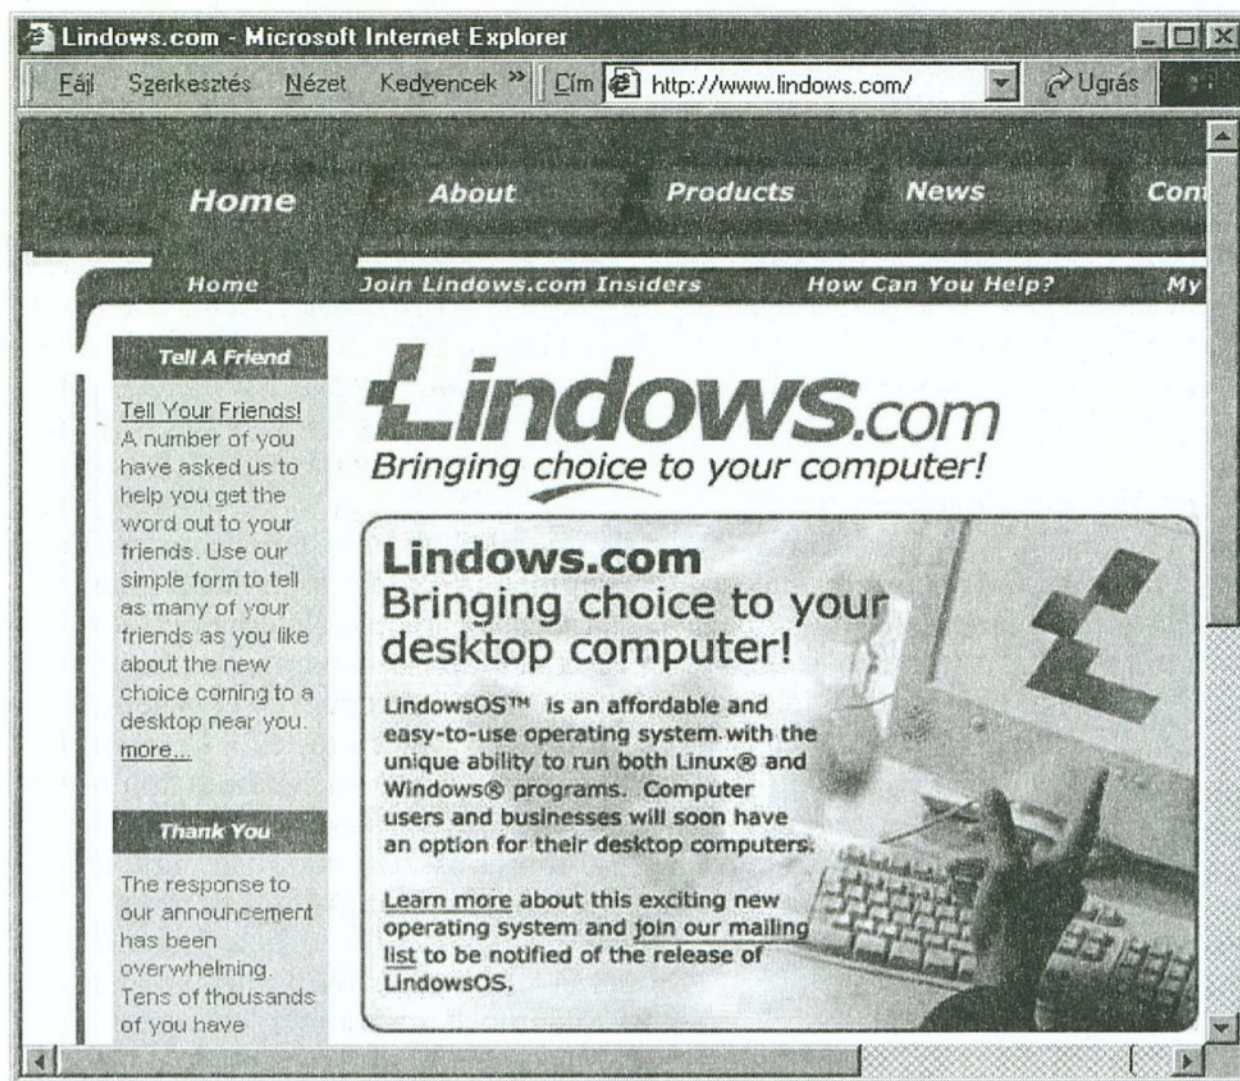 Lindows.com - Microsoft Internet Explorer
Fájl Szerkesztés Nézet Kedvencek » Cím http://www.lindows.com/ Ugrás
Home About Products News Cont
Home Join Lindows.com Insiders How Can You Help? My
Tell A Friend
Tell Your Friends!
A number of you
have asked us to
help you get the
word out to your
friends. Use our
simple form to tell
as many of your
friends as you like
about the new
choice coming to a
desktop near you.
more...
Thank You
The response to
our announcement
has been
overwhelming.
Tens of thousands
of you have
Lindows.com
Bringing choice to your computer!
Lindows.com
Bringing choice to your
desktop computer!
LindowsOS™ is an affordable and
easy-to-use operating system with the
unique ability to run both Linux® and
Windows® programs. Computer
users and businesses will soon have
an option for their desktop computers.
Learn more about this exciting new
operating system and join our mailing
list to be notified of the release of
LindowsOS.